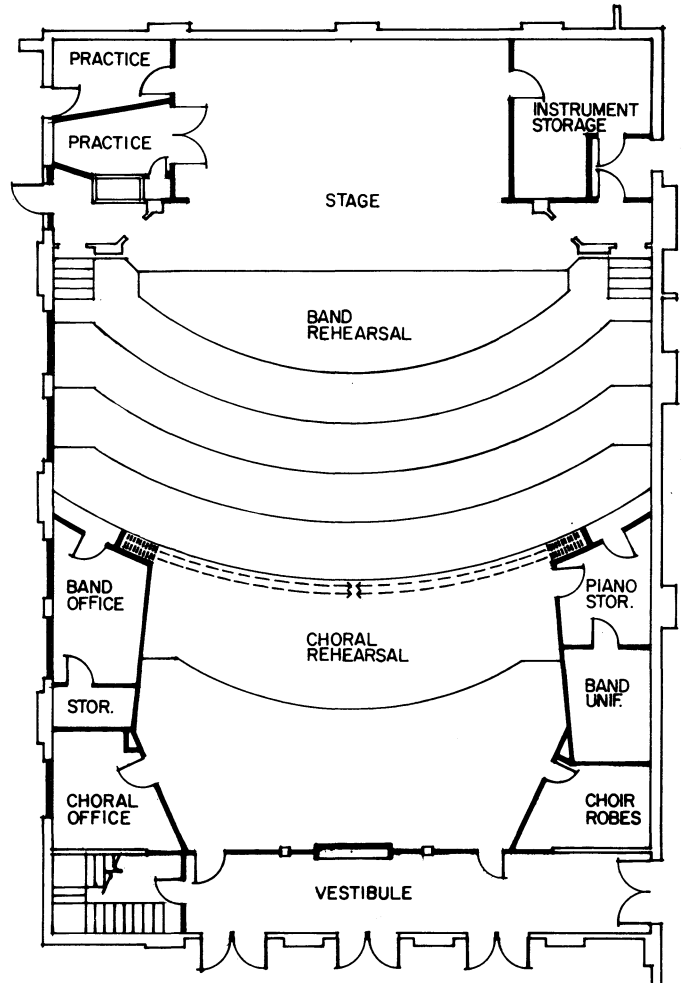 PRACTICE
PRACTICE
INSTRUMENT
STORAGE
STAGE
BAND
REHEARSAL
BAND
OFFICE
PIANO
STOR.
CHORAL
REHEARSAL
STOR.
BAND
UNIF.
CHORAL
OFFICE
CHOIR
ROBES
VESTIBULE